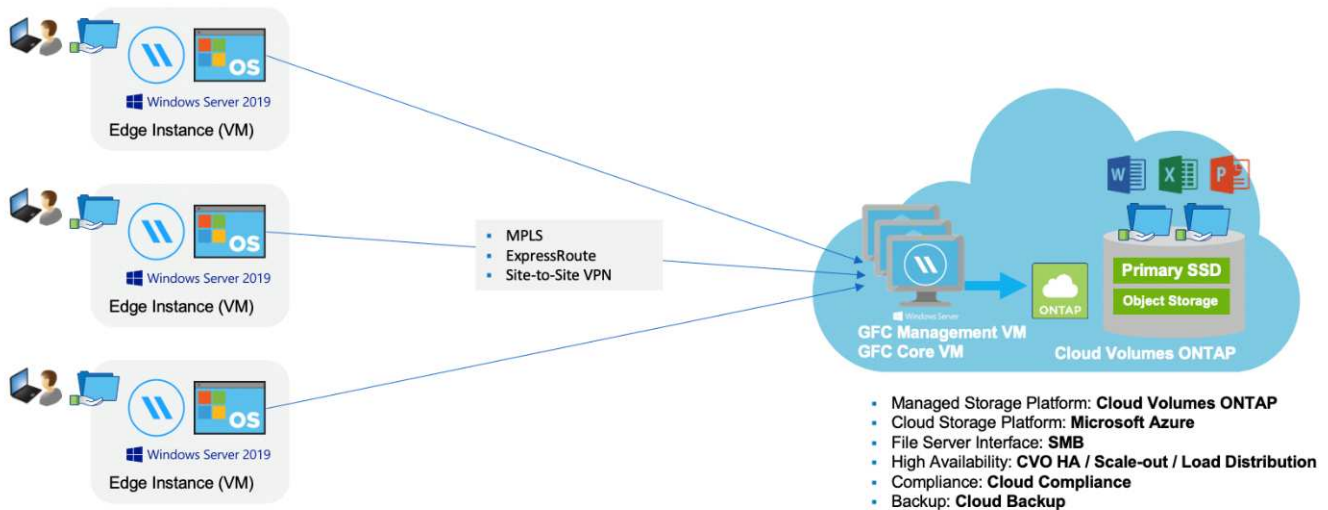 OS
Windows Server 2019
Edge Instance (VM)
OS
Windows Server 2019
Edge Instance (VM)
OS
Windows Server 2019
Edge Instance (VM)
▪ MPLS
▪ ExpressRoute
▪ Site-to-Site VPN
W X P
Windows Server
GFC Management VM
GFC Core VM
ONTAP
Primary SSD
Object Storage
Cloud Volumes ONTAP
▪ Managed Storage Platform: Cloud Volumes ONTAP
▪ Cloud Storage Platform: Microsoft Azure
▪ File Server Interface: SMB
▪ High Availability: CVO HA / Scale-out / Load Distribution
▪ Compliance: Cloud Compliance
▪ Backup: Cloud Backup